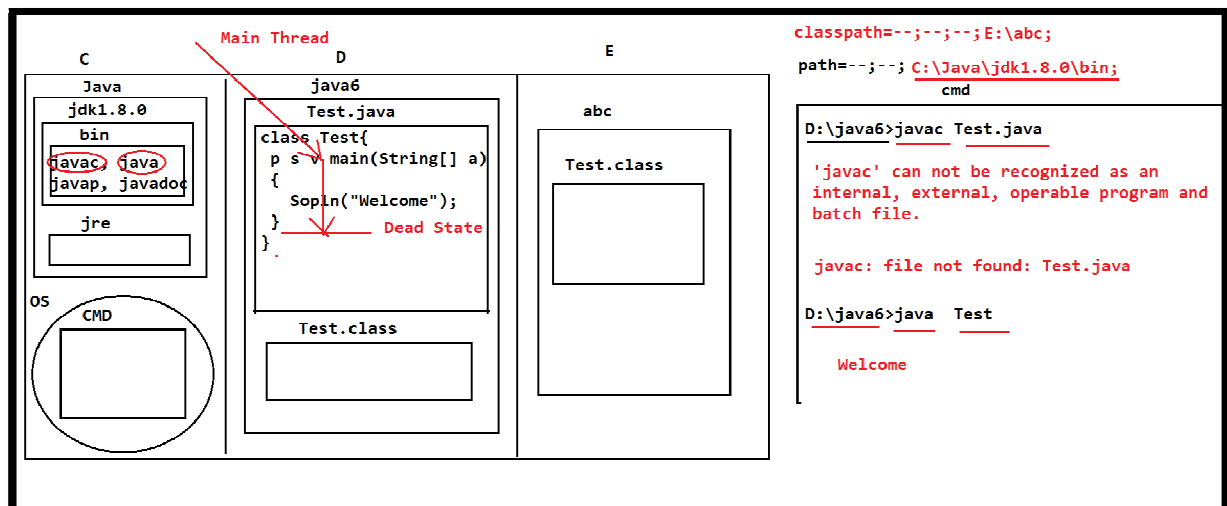 Main Thread
C
D
E
classpath=--;--;--;E:\abc;
path=--;--; C:\Java\jdk1.8.0\bin;
cmd
Java
jdk1.8.0
bin
javac, java
javap, javadoc
jre
OS
CMD
java6
Test.java
class Test{
p s v main(String[] a)
{
Sopln("Welcome");
}
Dead State
}
Test.class
abc
Test.class
D:\java6>javac Test.java
'javac' can not be recognized as an
internal, external, operable program and
batch file.
javac: file not found: Test.java
D:\java6>java Test
Welcome